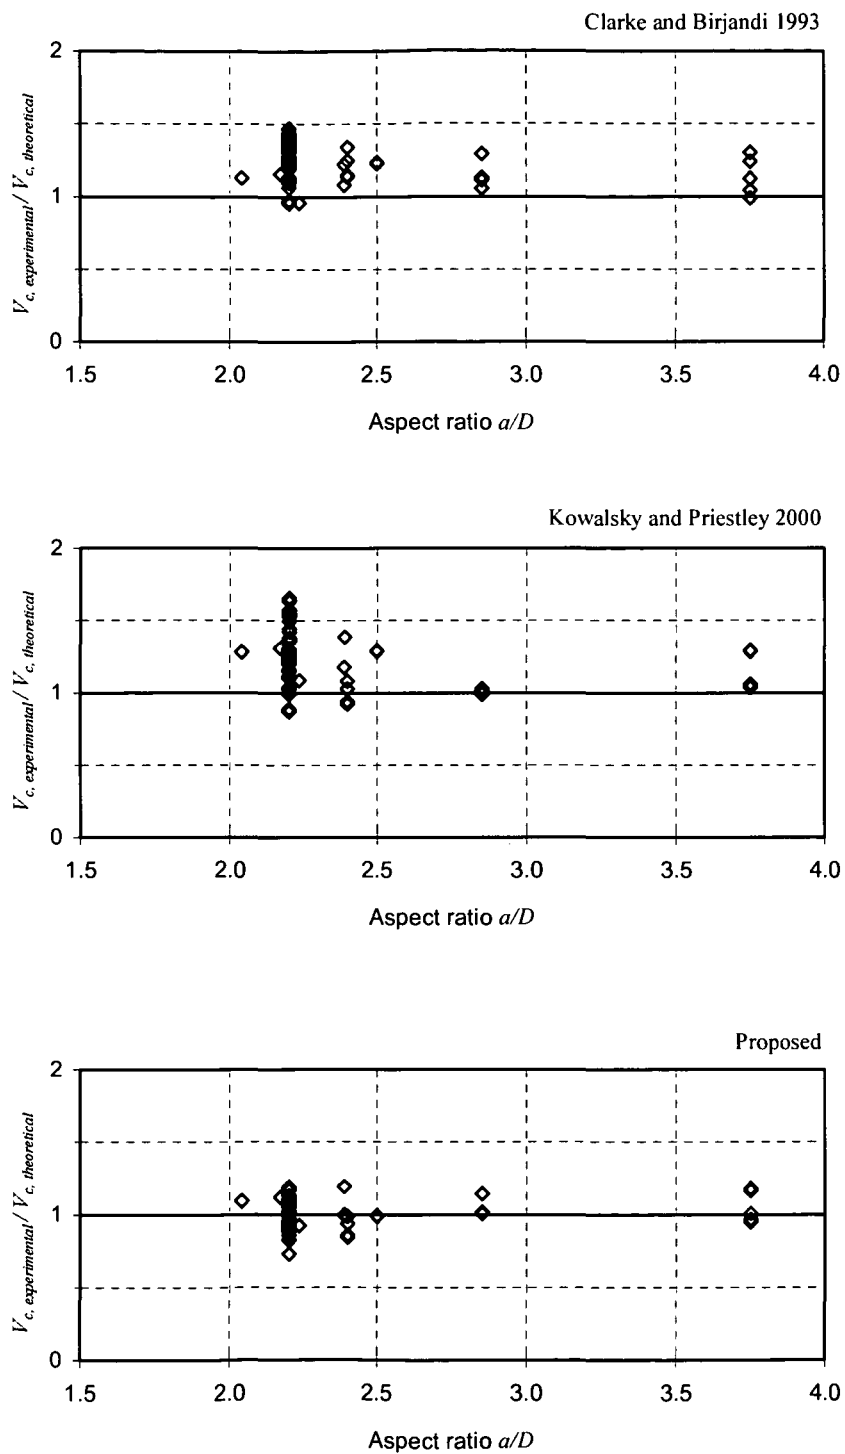 Clarke and Birjandi 1993
2
1
0
V c, experimental / V c, theoretical
1.5 2.0 2.5 3.0 3.5 4.0
Aspect ratio a/D
Kowalsky and Priestley 2000
2
1
0
V c, experimental / V c, theoretical
1.5 2.0 2.5 3.0 3.5 4.0
Aspect ratio a/D
Proposed
2
1
0
V c, experimental / V c, theoretical
1.5 2.0 2.5 3.0 3.5 4.0
Aspect ratio a/D